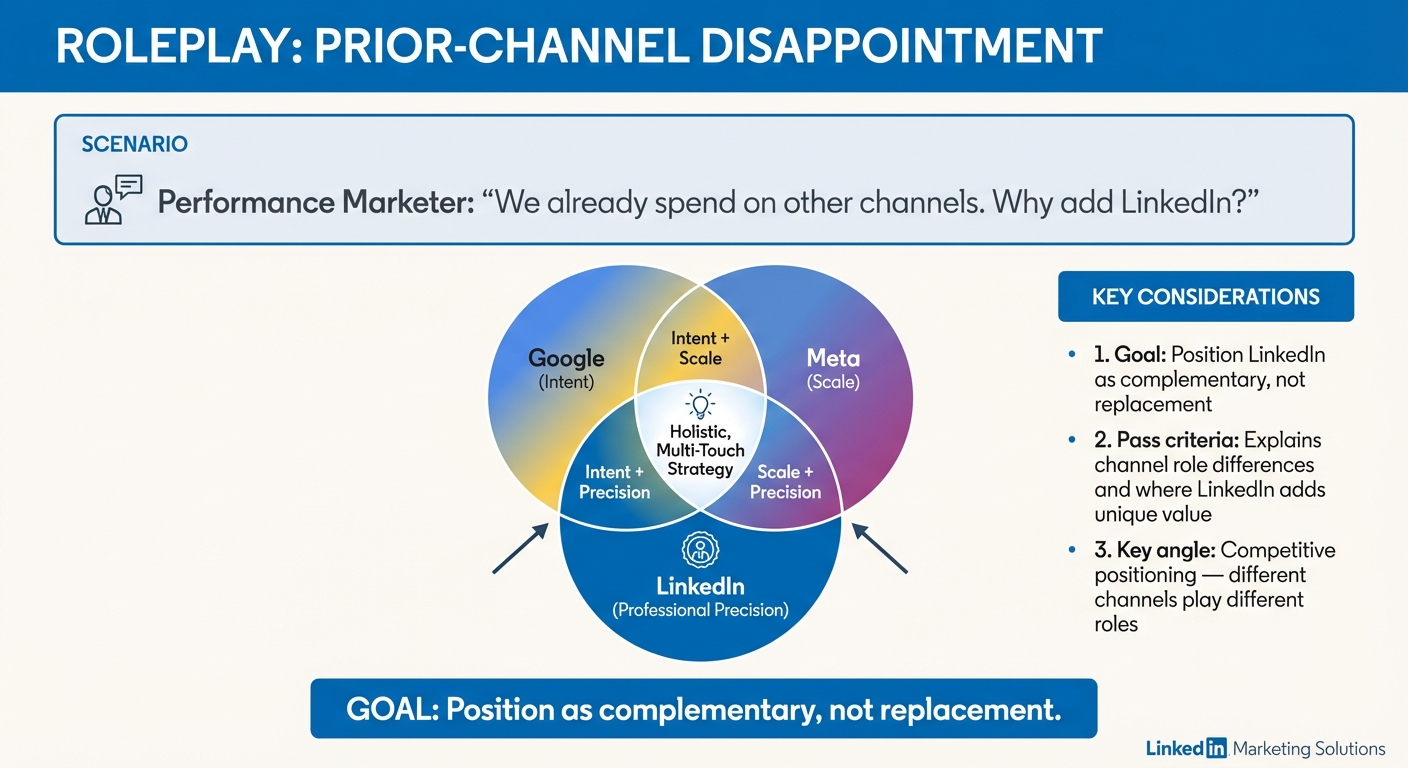 ROLEPLAY: PRIOR-CHANNEL DISAPPOINTMENT
SCENARIO
Performance Marketer: “We already spend on other channels. Why add LinkedIn?”
Google
(Intent)
Intent +
Scale
Meta
(Scale)
Holistic,
Multi-Touch
Strategy
Intent +
Precision
Scale +
Precision
LinkedIn
(Professional Precision)
KEY CONSIDERATIONS
• 1. Goal: Position LinkedIn
as complementary, not
replacement
• 2. Pass criteria: Explains
channel role differences
and where LinkedIn adds
unique value
• 3. Key angle: Competitive
positioning — different
channels play different
roles
GOAL: Position as complementary, not replacement.
LinkedIn Marketing Solutions